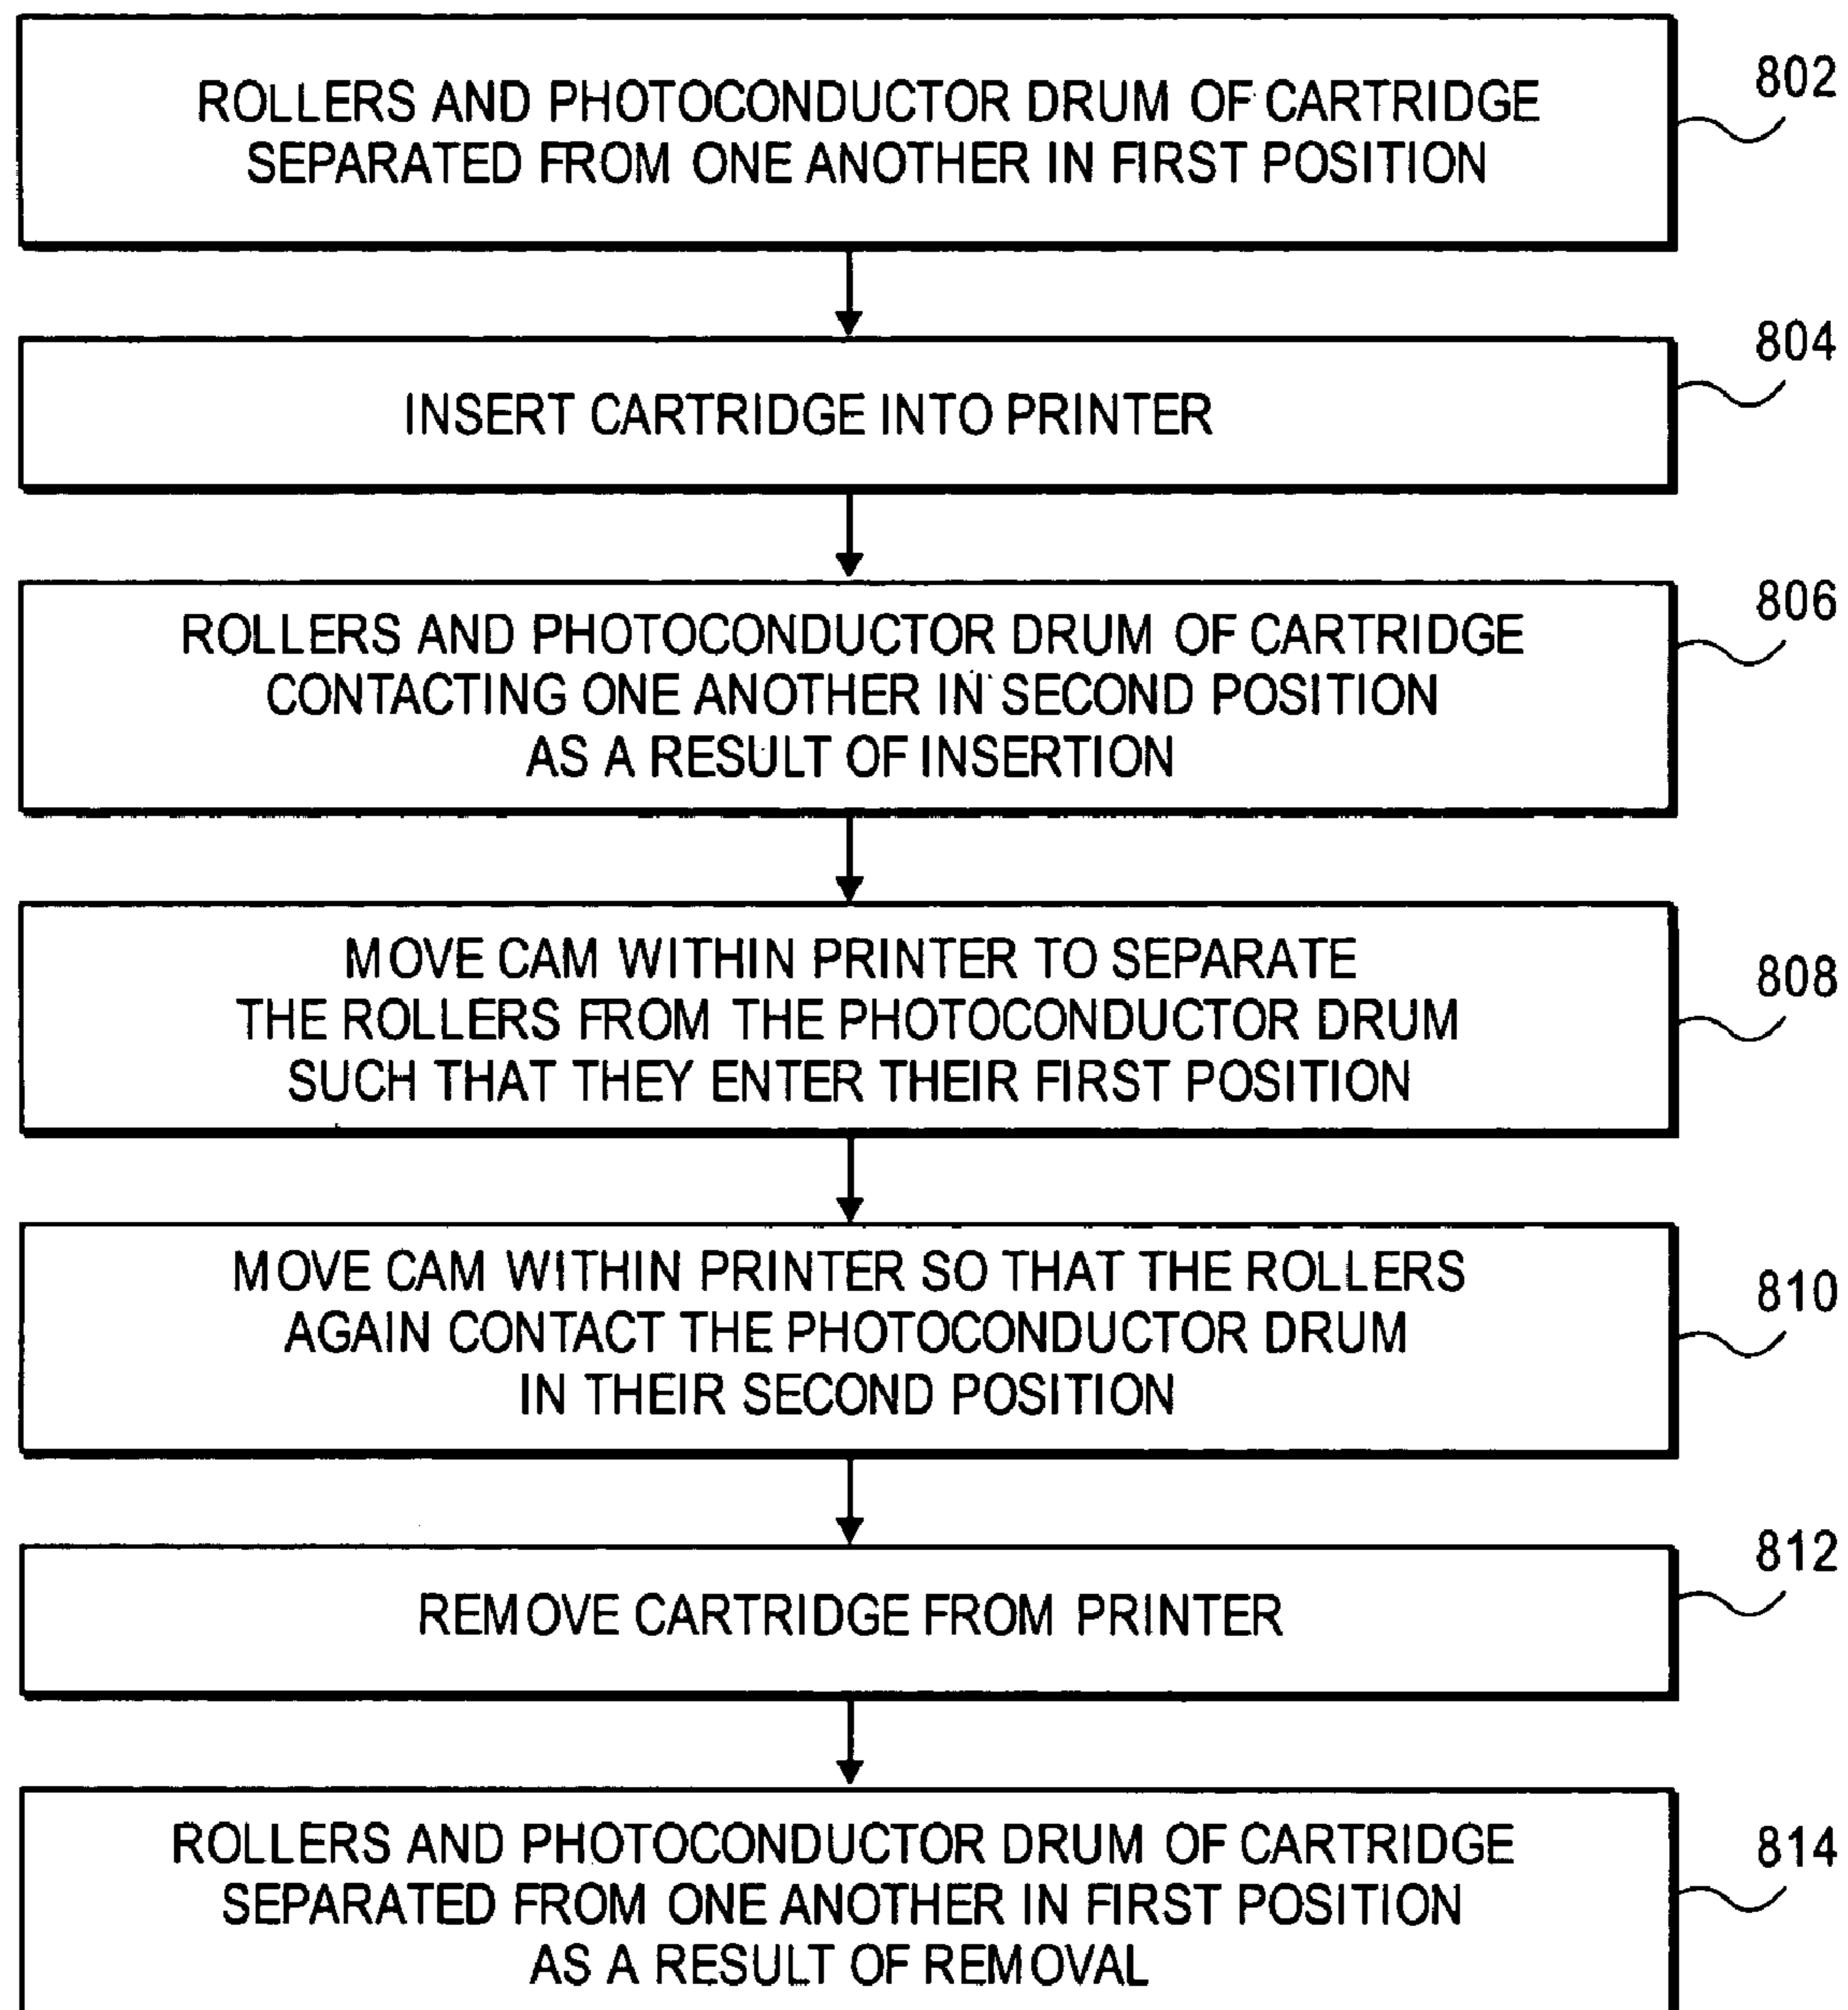 ROLLERS AND PHOTOCONDUCTOR DRUM OF CARTRIDGE
SEPARATED FROM ONE ANOTHER IN FIRST POSITION
802
INSERT CARTRIDGE INTO PRINTER
804
ROLLERS AND PHOTOCONDUCTOR DRUM OF CARTRIDGE
CONTACTING ONE ANOTHER IN SECOND POSITION
AS A RESULT OF INSERTION
806
MOVE CAM WITHIN PRINTER TO SEPARATE
THE ROLLERS FROM THE PHOTOCONDUCTOR DRUM
SUCH THAT THEY ENTER THEIR FIRST POSITION
808
MOVE CAM WITHIN PRINTER SO THAT THE ROLLERS
AGAIN CONTACT THE PHOTOCONDUCTOR DRUM
IN THEIR SECOND POSITION
810
REMOVE CARTRIDGE FROM PRINTER
812
ROLLERS AND PHOTOCONDUCTOR DRUM OF CARTRIDGE
SEPARATED FROM ONE ANOTHER IN FIRST POSITION
AS A RESULT OF REMOVAL
814